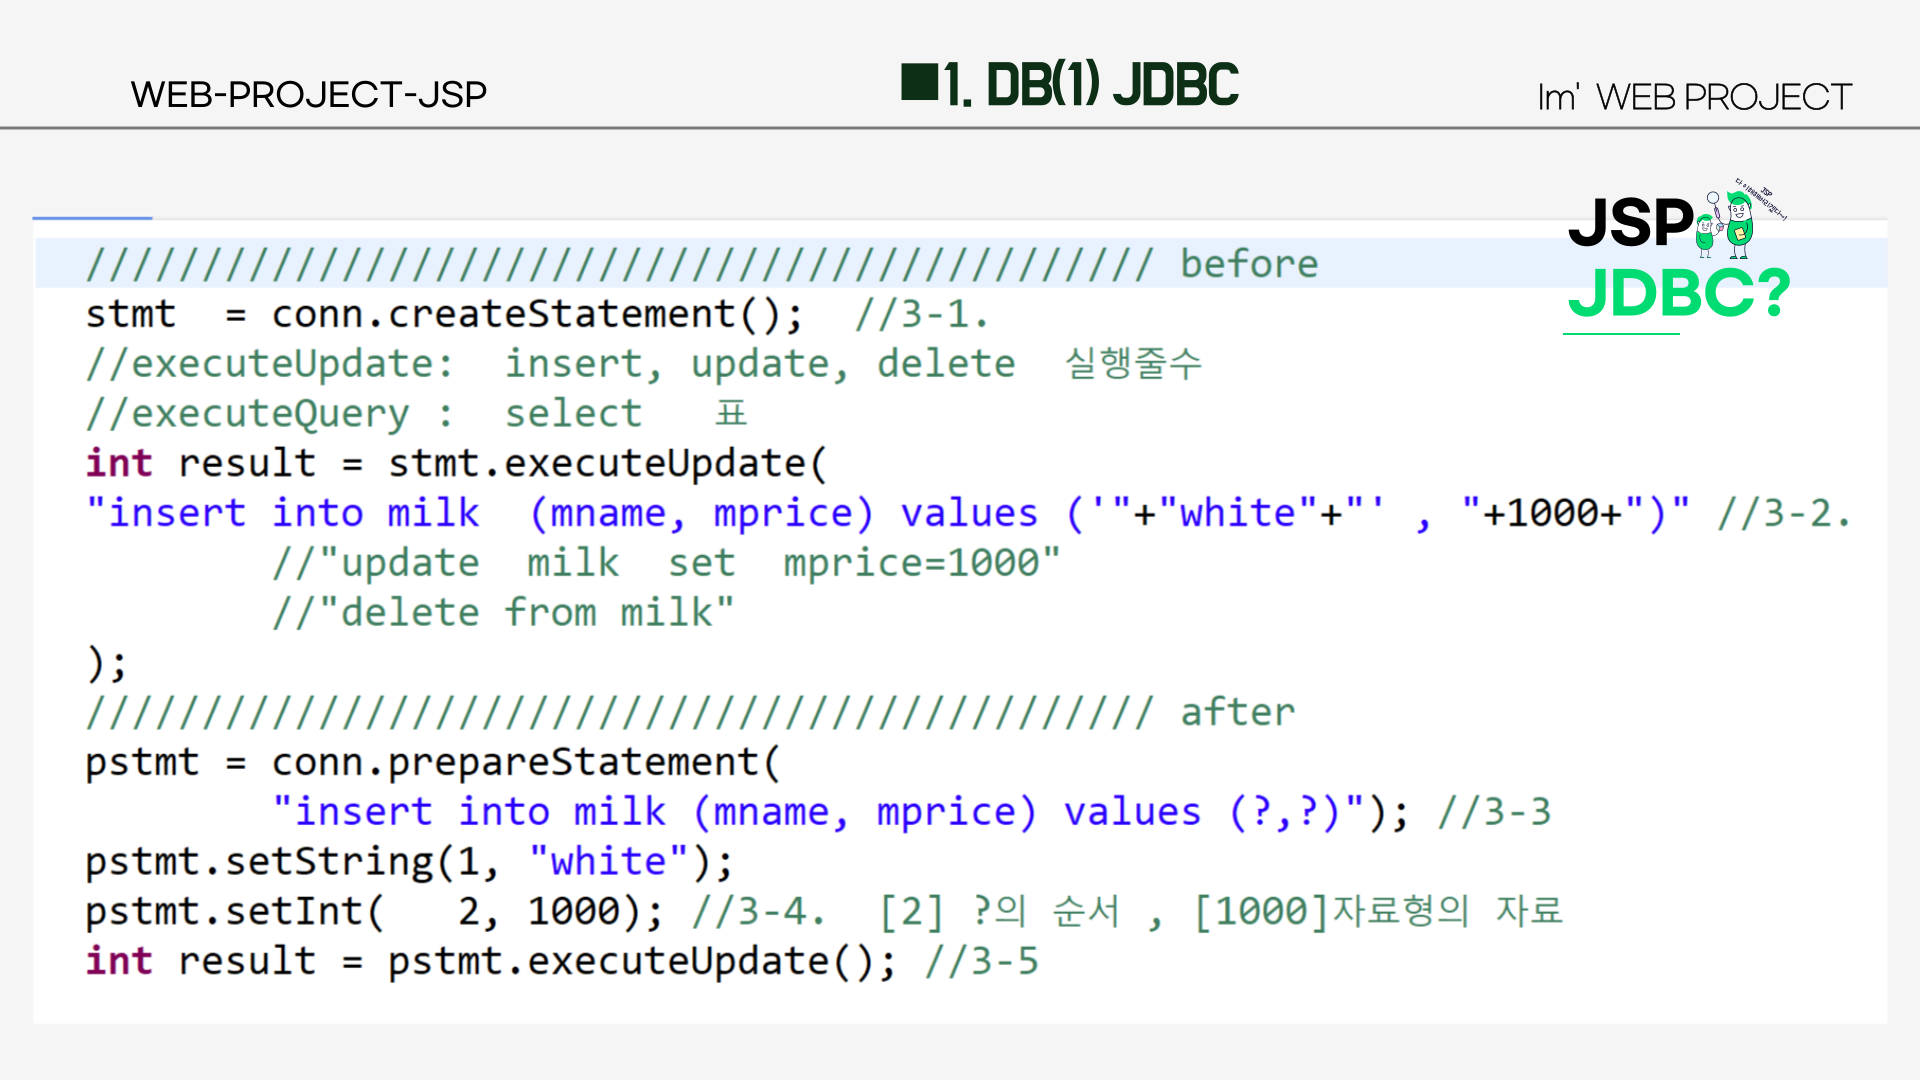 WEB-PROJECT-JSP
■1. DB(1) JDBC
Im' WEB PROJECT
JSP
JDBC?
////////////////////////////////////////////// before
stmt  = conn.createStatement();  //3-1.
//executeUpdate:  insert, update, delete  실행줄수
//executeQuery :  select   표
int result = stmt.executeUpdate(
"insert into milk  (mname, mprice) values ('"+"white"+"' , "+1000+")" //3-2.
        //"update  milk  set  mprice=1000"
        //"delete from milk"
);
////////////////////////////////////////////// after
pstmt = conn.prepareStatement(
        "insert into milk (mname, mprice) values (?,?)"); //3-3
pstmt.setString(1, "white");
pstmt.setInt(   2, 1000); //3-4.  [2] ?의 순서 , [1000]자료형의 자료
int result = pstmt.executeUpdate(); //3-5